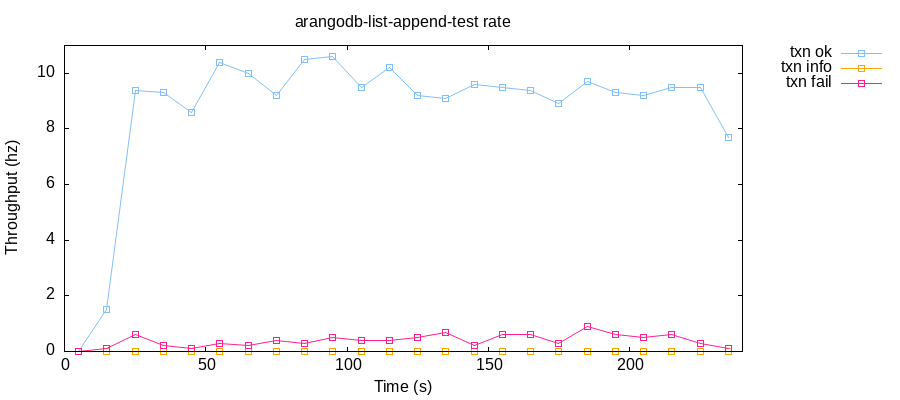 arangodb-list-append-test rate
txn ok
txn info
txn fail
Throughput (hz)
10
8
6
4
2
0
0 50 100 150 200
Time (s)